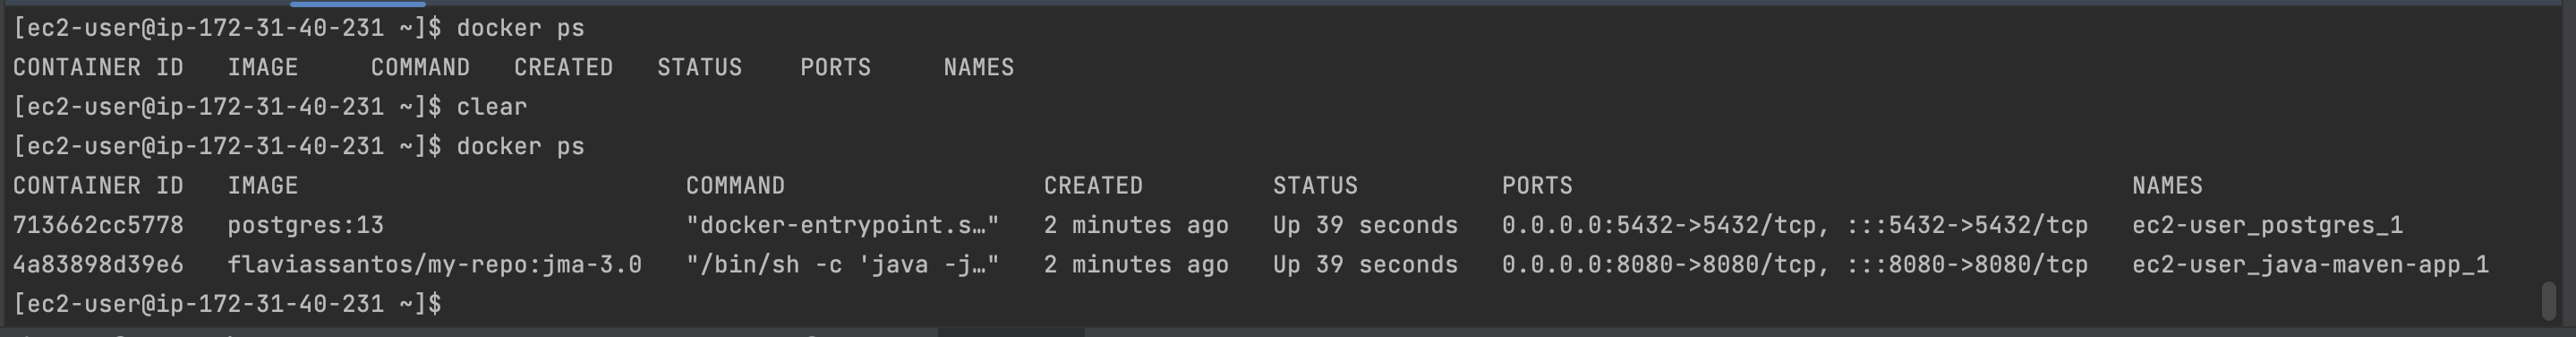 [ec2-user@ip-172-31-40-231 ~]$ docker ps
CONTAINER ID   IMAGE     COMMAND   CREATED   STATUS    PORTS     NAMES
[ec2-user@ip-172-31-40-231 ~]$ clear
[ec2-user@ip-172-31-40-231 ~]$ docker ps
CONTAINER ID   IMAGE                           COMMAND                  CREATED         STATUS          PORTS                                       NAMES
713662cc5778   postgres:13                     "docker-entrypoint.s…"   2 minutes ago   Up 39 seconds   0.0.0.0:5432->5432/tcp, :::5432->5432/tcp   ec2-user_postgres_1
4a83898d39e6   flaviassantos/my-repo:jma-3.0   "/bin/sh -c 'java -j…"   2 minutes ago   Up 39 seconds   0.0.0.0:8080->8080/tcp, :::8080->8080/tcp   ec2-user_java-maven-app_1
[ec2-user@ip-172-31-40-231 ~]$